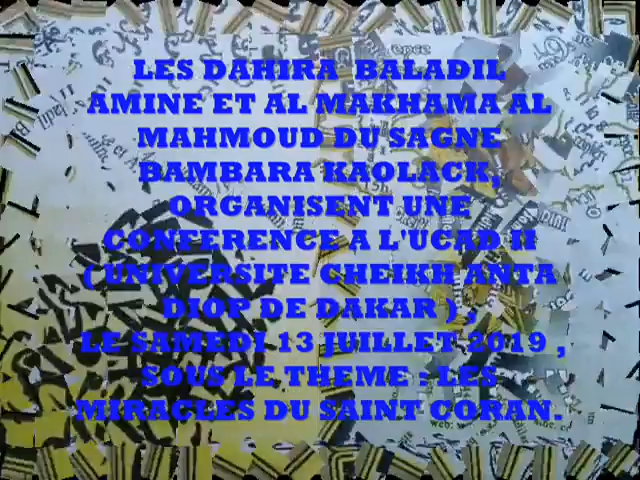 LES DAHIRA BALADIL
AMINE ET AL MAKHAMA AL
MAHMOUD DU SAGNE
BAMBARA KAOLACK,
ORGANISENT UNE
CONFERENCE A L'UCAD II
( UNIVERSITE CHEIKH ANTA
DIOP DE DAKAR ) ,
LE SAMEDI 13 JUILLET 2019 ,
SOUS LE THEME : LES
MIRACLES DU SAINT CORAN.